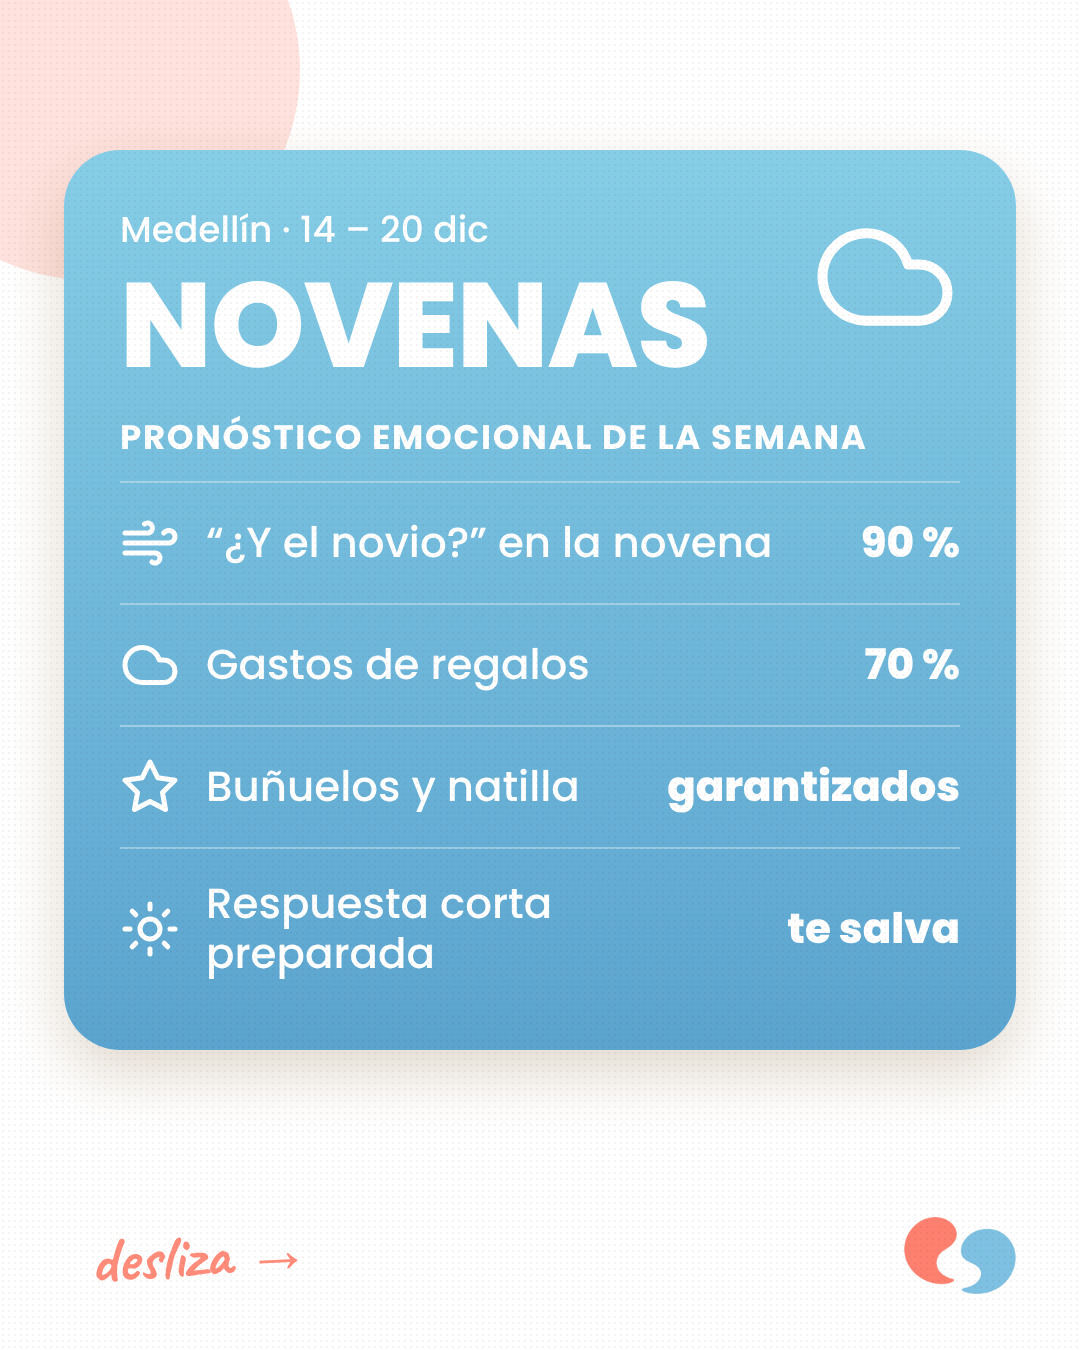 Medellín · 14 – 20 dic
NOVENAS
PRONÓSTICO EMOCIONAL DE LA SEMANA
“¿Y el novio?” en la novena 90 %
Gastos de regalos 70 %
Buñuelos y natilla garantizados
Respuesta corta
preparada
te salva
desliza →